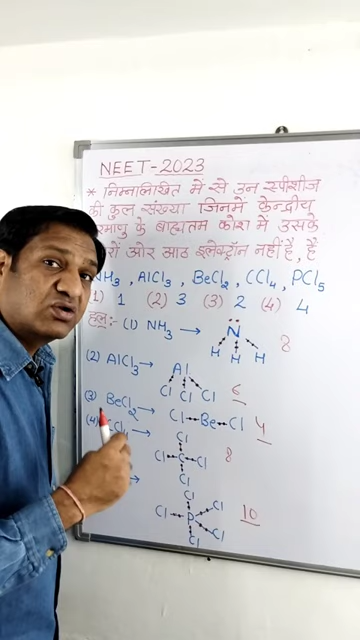 NEET-2023
* निम्नलिखित में से उन स्पीशीज
की कुल संख्या जिनमें केन्द्रीय
परमाणु के बाह्यतम कोश में उसके
ओर आठ इलेक्ट्रॉन नहीं हैं, है
NH3, AlCl3, BeCl2, CCl4, PCl5
(1) 1 (2) 3 (3) 2 (4) 4
हल:- (1) NH3 → N H H H 8
(2) AlCl3 → Al Cl Cl Cl 6
(3) BeCl2 → Cl Be Cl 4
(4) CCl4 → Cl Cl C Cl Cl 8
→ Cl Cl P Cl Cl Cl 10